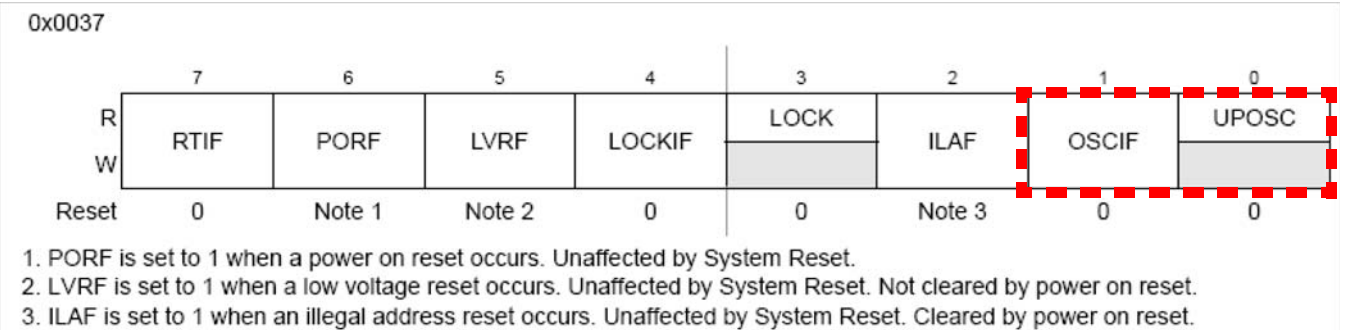 0x0037
7 6 5 4 3 2 1 0
R LOCK UPOSC
RTIF PORF LVRF LOCKIF ILAF OSCIF
W
Reset 0 Note 1 Note 2 0 0 Note 3 0 0
1. PORF is set to 1 when a power on reset occurs. Unaffected by System Reset.
2. LVRF is set to 1 when a low voltage reset occurs. Unaffected by System Reset. Not cleared by power on reset.
3. ILAF is set to 1 when an illegal address reset occurs. Unaffected by System Reset. Cleared by power on reset.